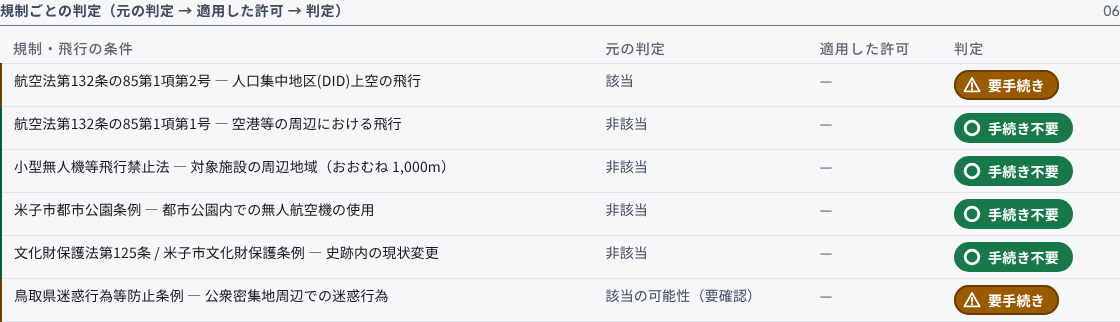 規制ごとの判定（元の判定 → 適用した許可 → 判定） 06
規制・飛行の条件 元の判定 適用した許可 判定
航空法第132条の85第1項第2号 — 人口集中地区(DID)上空の飛行 該当 — 要手続き
航空法第132条の85第1項第1号 — 空港等の周辺における飛行 非該当 — 手続き不要
小型無人機等飛行禁止法 — 対象施設の周辺地域（おおむね 1,000m） 非該当 — 手続き不要
米子市都市公園条例 — 都市公園内での無人航空機の使用 非該当 — 手続き不要
文化財保護法第125条 / 米子市文化財保護条例 — 史跡内の現状変更 非該当 — 手続き不要
鳥取県迷惑行為等防止条例 — 公衆密集地周辺での迷惑行為 該当の可能性（要確認） — 要手続き